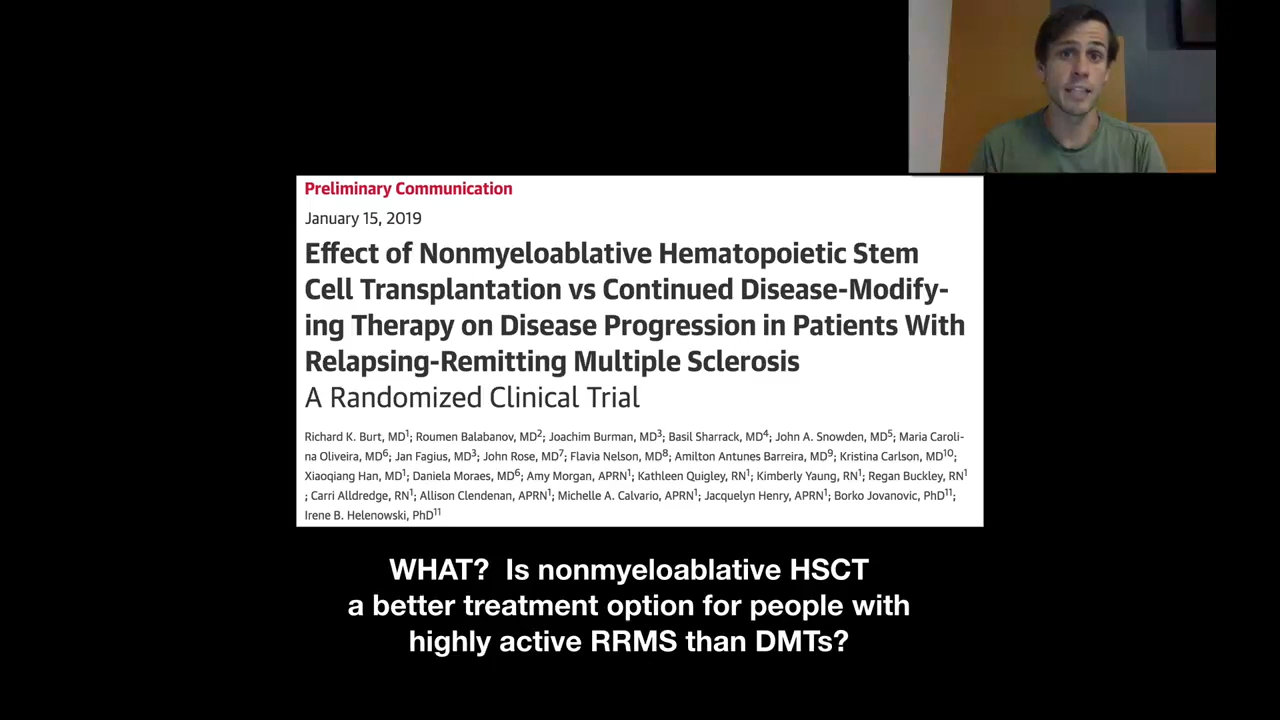 Preliminary Communication
January 15, 2019
Effect of Nonmyeloablative Hematopoietic Stem
Cell Transplantation vs Continued Disease-Modify-
ing Therapy on Disease Progression in Patients With
Relapsing-Remitting Multiple Sclerosis
A Randomized Clinical Trial
Richard K. Burt, MD1; Roumen Balabanov, MD2; Joachim Burman, MD3; Basil Sharrack, MD4; John A. Snowden, MD5; Maria Caroli-
na Oliveira, MD6; Jan Fagius, MD3; John Rose, MD7; Flavia Nelson, MD8; Amilton Antunes Barreira, MD9; Kristina Carlson, MD10;
Xiaoqiang Han, MD1; Daniela Moraes, MD6; Amy Morgan, APRN1; Kathleen Quigley, RN1; Kimberly Yaung, RN1; Regan Buckley, RN1
; Carri Alldredge, RN1; Allison Clendenan, APRN1; Michelle A. Calvario, APRN1; Jacquelyn Henry, APRN1; Borko Jovanovic, PhD11;
Irene B. Helenowski, PhD11
WHAT? Is nonmyeloablative HSCT
a better treatment option for people with
highly active RRMS than DMTs?